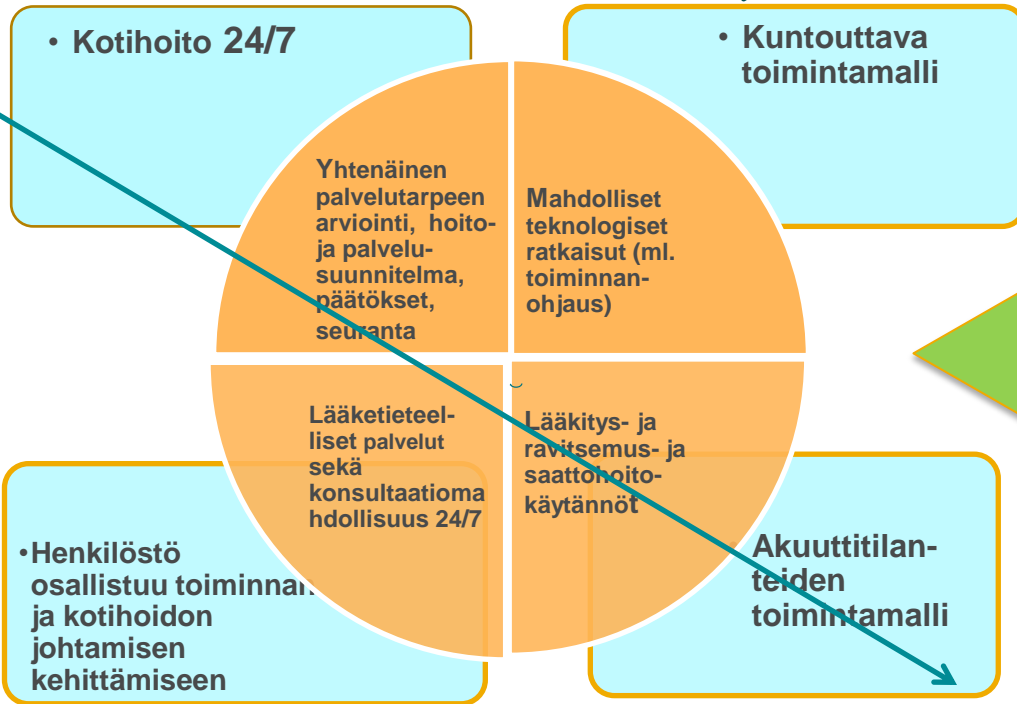 • Kotihoito 24/7
• Kuntouttava
toimintamalli
Yhtenäinen
palvelutarpeen
arviointi, hoito-
ja palvelu-
suunnitelma,
päätökset,
seuranta
Mahdolliset
teknologiset
ratkaisut (ml.
toiminnan-
ohjaus)
Lääketieteel-
liset palvelut
sekä
konsultaatioma
hdollisuus 24/7
Lääkitys- ja
ravitsemus- ja
saattohoito-
käytännöt
•Henkilöstö
osallistuu toiminnan
ja kotihoidon
johtamisen
kehittämiseen
Akuuttitilan-
teiden
toimintamalli